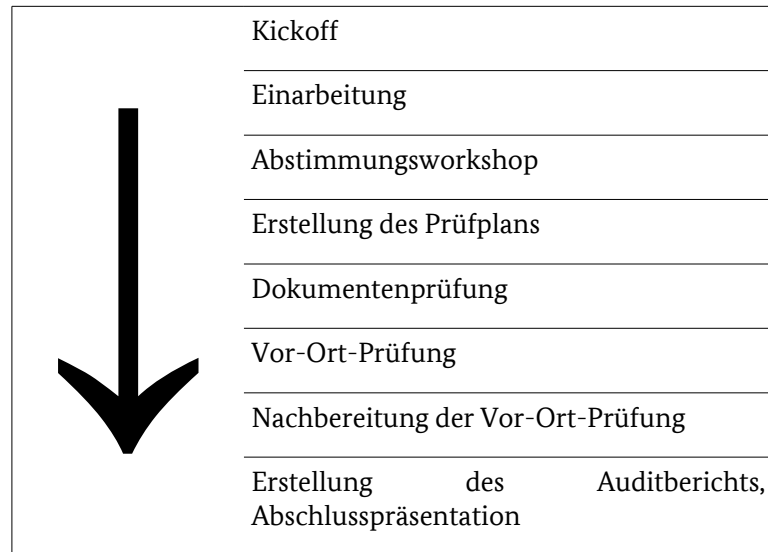 Kickoff
Einarbeitung
Abstimmungsworkshop
Erstellung des Prüfplans
Dokumentenprüfung
Vor-Ort-Prüfung
Nachbereitung der Vor-Ort-Prüfung
Erstellung des Auditberichts,
Abschlusspräsentation